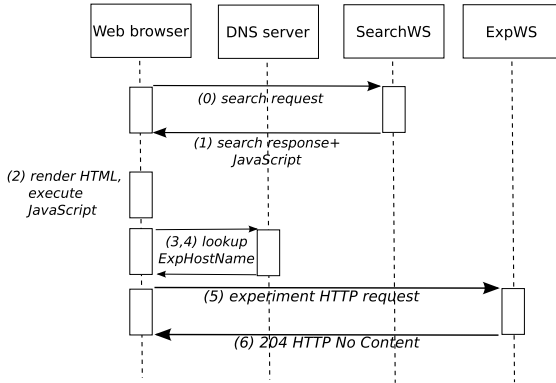 Web browser
DNS server
SearchWS
ExpWS
(0) search request
(1) search response+
JavaScript
(2) render HTML,
execute
JavaScript
(3,4) lookup
ExpHostName
(5) experiment HTTP request
(6) 204 HTTP No Content